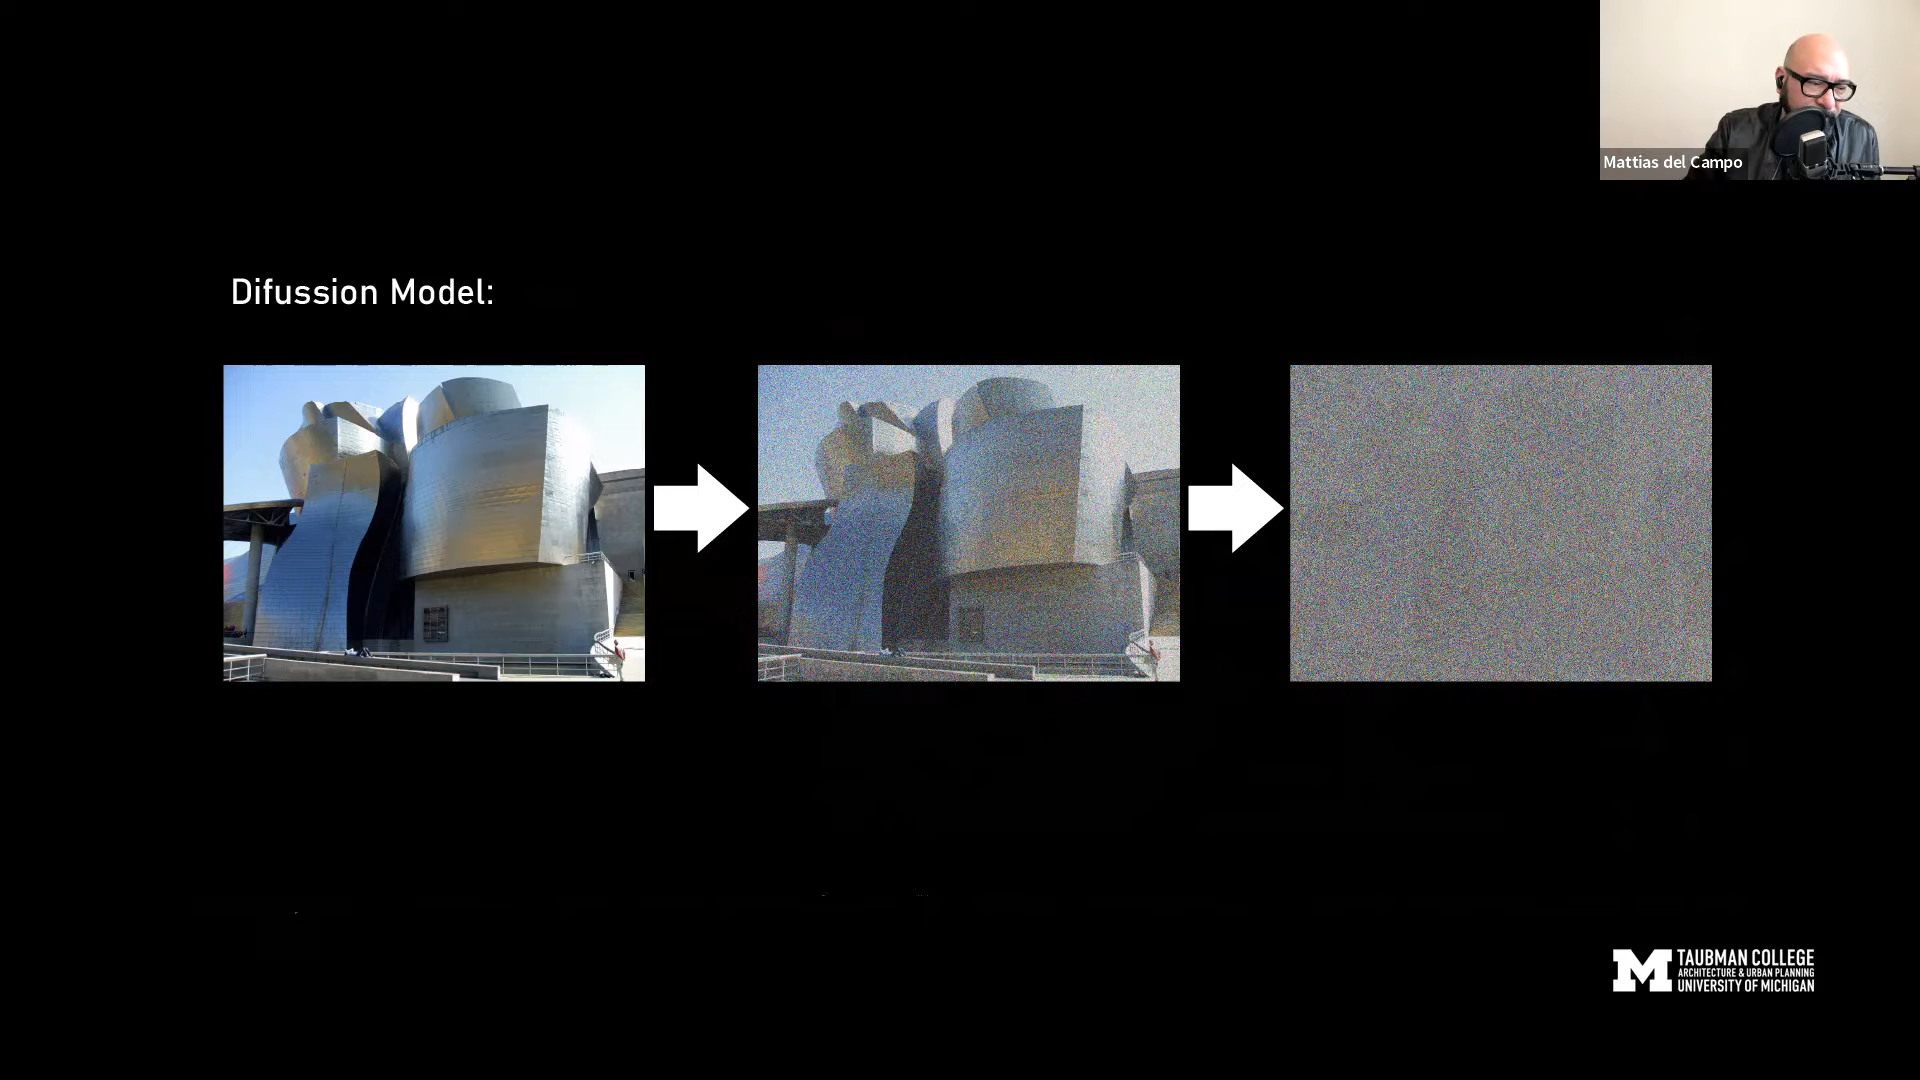 Mattias del Campo
Difussion Model:
M TAUBMAN COLLEGE
ARCHITECTURE & URBAN PLANNING
UNIVERSITY OF MICHIGAN